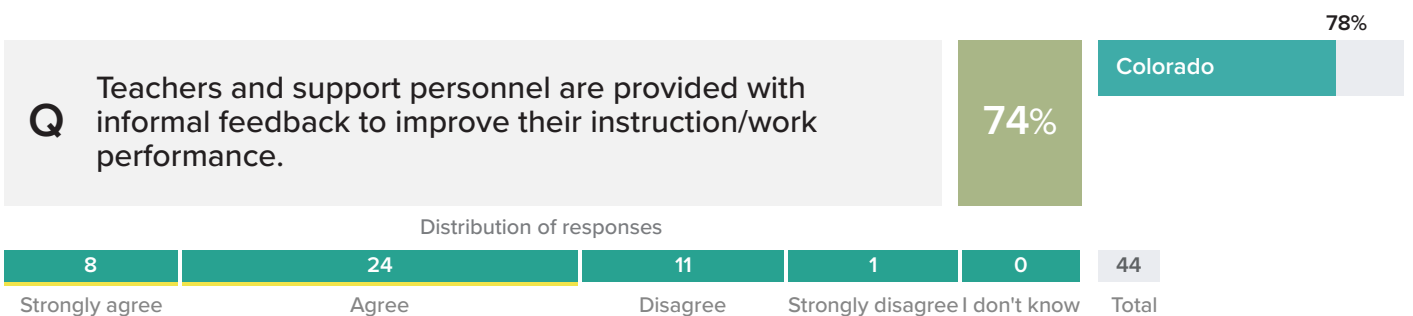 78%
Q
Teachers and support personnel are provided with
informal feedback to improve their instruction/work
performance.
74%
Colorado
Distribution of responses
8 24 11 1 0 44
Strongly agree Agree Disagree Strongly disagree I don't know Total